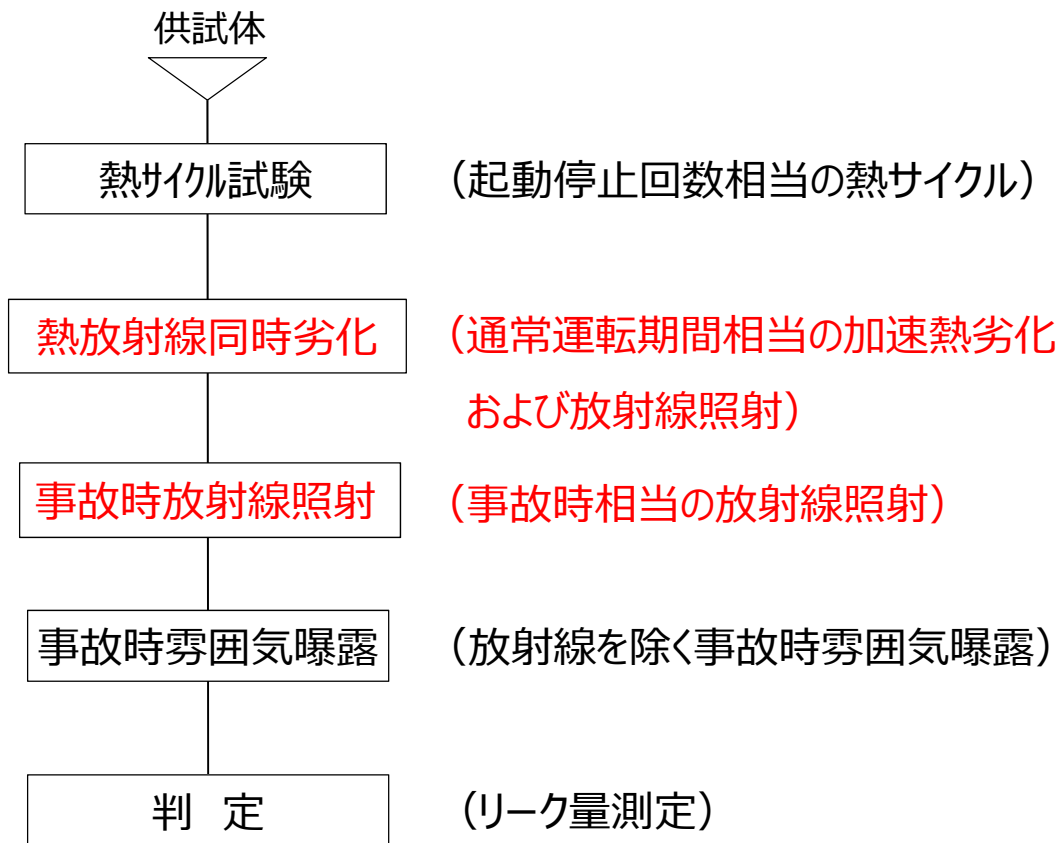 供試体
熱サイクル試験
（起動停止回数相当の熱サイクル）
熱放射線同時劣化
（通常運転期間相当の加速熱劣化
および放射線照射）
事故時放射線照射
（事故時相当の放射線照射）
事故時雰囲気曝露
（放射線を除く事故時雰囲気曝露）
判　定
（リーク量測定）